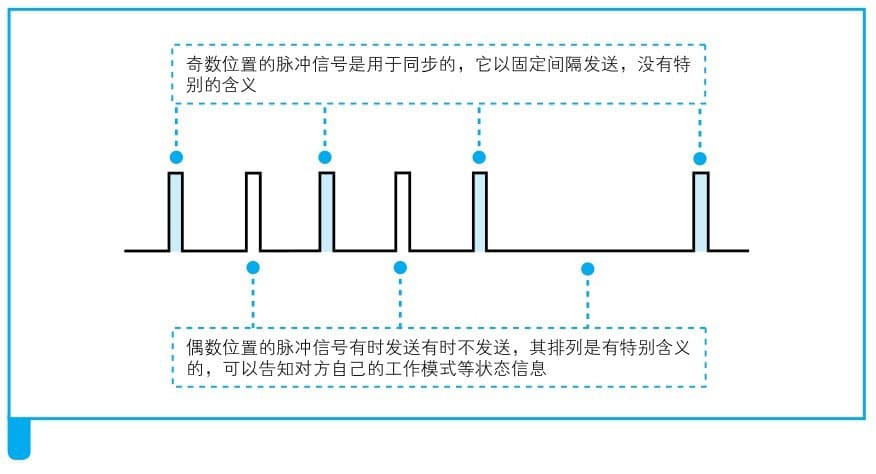 奇数位置的脉冲信号是用于同步的，它以固定间隔发送，没有特
别的含义
偶数位置的脉冲信号有时发送有时不发送，其排列是有特别含义
的，可以告知对方自己的工作模式等状态信息